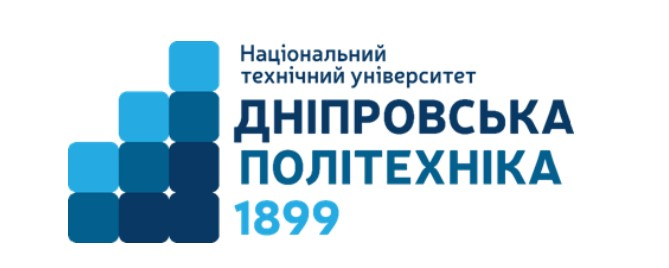 Національний
технічний університет
ДНІПРОВСЬКА
ПОЛІТЕХНІКА
1899